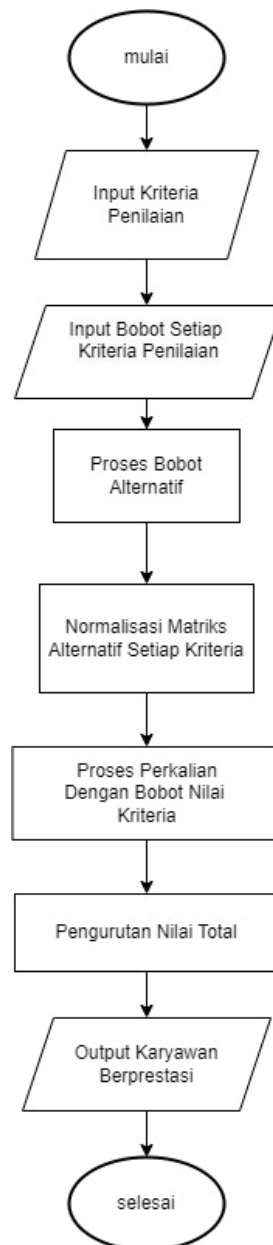 mulai
Input Kriteria
Penilaian
Input Bobot Setiap
Kriteria Penilaian
Proses Bobot
Alternatif
Normalisasi Matriks
Alternatif Setiap Kriteria
Proses Perkalian
Dengan Bobot Nilai
Kriteria
Pengurutan Nilai Total
Output Karyawan
Berprestasi
selesai